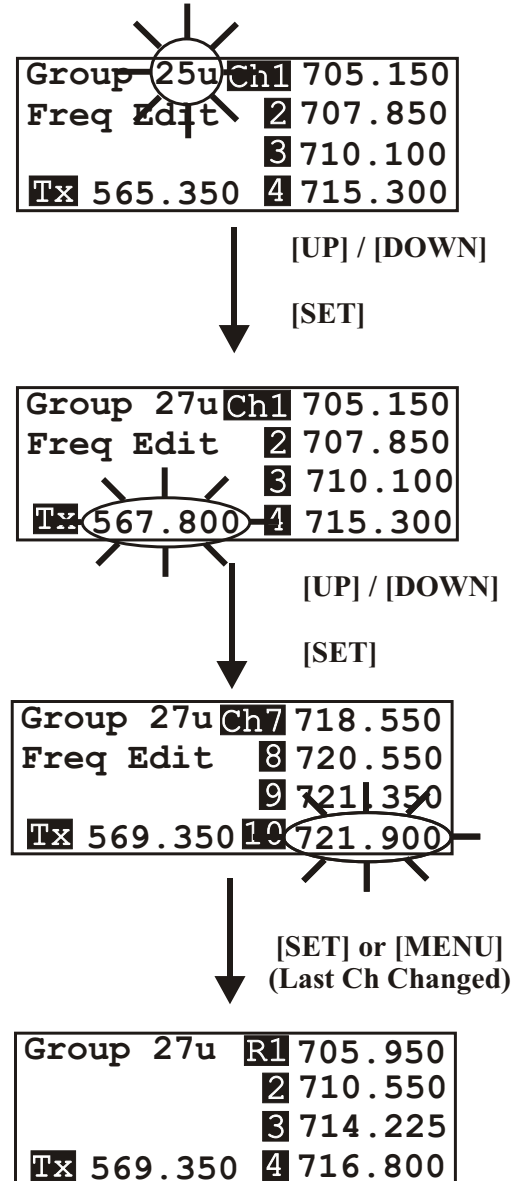 Group 25u Ch1 705.150
Freq Edit 2 707.850
3 710.100
Tx 565.350 4 715.300
[UP] / [DOWN]
[SET]
Group 27u Ch1 705.150
Freq Edit 2 707.850
3 710.100
Tx 567.800 4 715.300
[UP] / [DOWN]
[SET]
Group 27u Ch7 718.550
Freq Edit 8 720.550
9 721.350
Tx 569.350 10 721.900
[SET] or [MENU]
(Last Ch Changed)
Group 27u R1 705.950
2 710.550
3 714.225
Tx 569.350 4 716.800